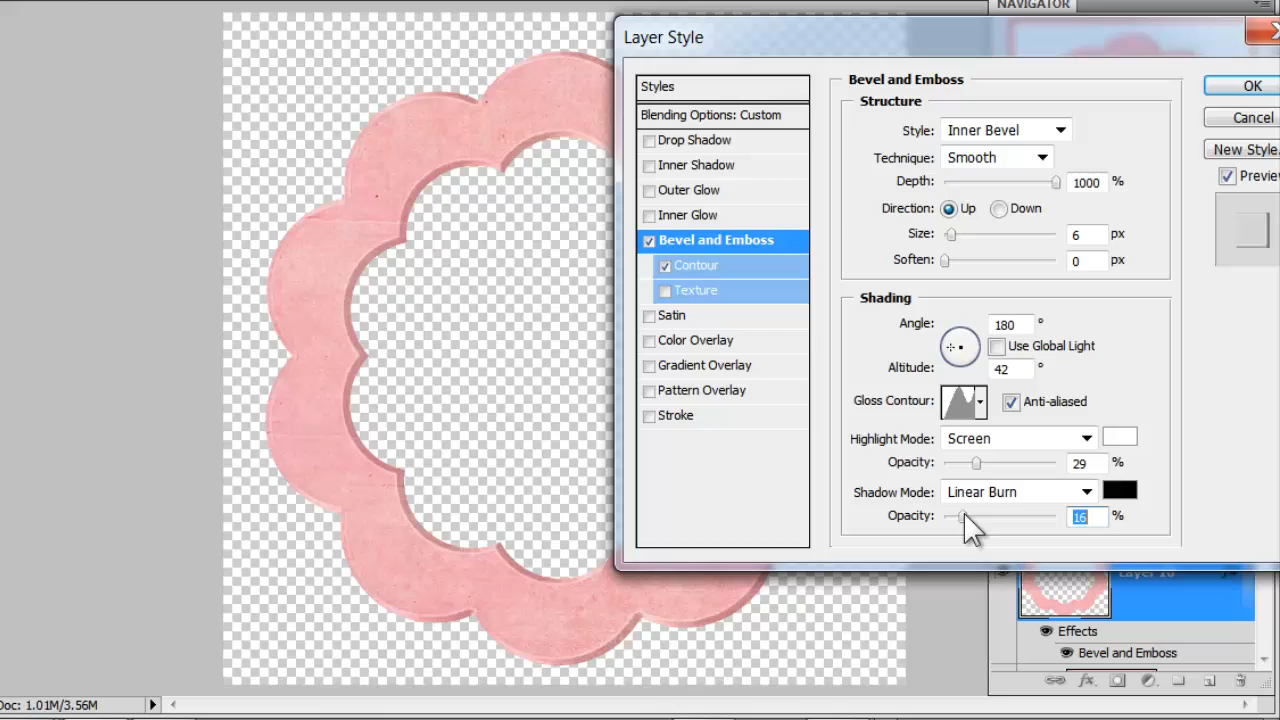 NAVIGATOR
Layer Style
Styles
Blending Options: Custom
Drop Shadow
Inner Shadow
Outer Glow
Inner Glow
Bevel and Emboss
Contour
Texture
Satin
Color Overlay
Gradient Overlay
Pattern Overlay
Stroke
Bevel and Emboss
Structure
Style: Inner Bevel
Technique: Smooth
Depth: 1000 %
Direction: Up Down
Size: 6 px
Soften: 0 px
Shading
Angle: 180 °
Use Global Light
Altitude: 42 °
Gloss Contour: Anti-aliased
Highlight Mode: Screen
Opacity: 29 %
Shadow Mode: Linear Burn
Opacity: 16 %
OK
Cancel
New Style.
Preview
Effects
Bevel and Emboss
fx.
Doc: 1.01M/3.56M